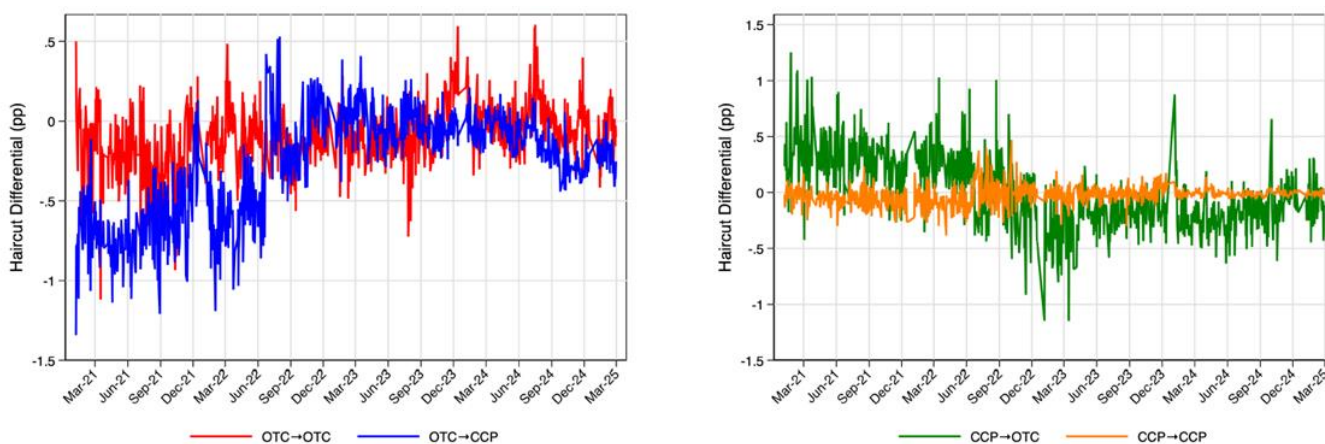 Haircut Differential (pp)
.5
0
-.5
-1
-1.5
Mar-21 Jun-21 Sep-21 Dec-21 Mar-22 Jun-22 Sep-22 Dec-22 Mar-23 Jun-23 Sep-23 Dec-23 Mar-24 Jun-24 Sep-24 Dec-24 Mar-25
OTC→OTC OTC→CCP
Haircut Differential (pp)
1.5
1
.5
0
-.5
-1
-1.5
Mar-21 Jun-21 Sep-21 Dec-21 Mar-22 Jun-22 Sep-22 Dec-22 Mar-23 Jun-23 Sep-23 Dec-23 Mar-24 Jun-24 Sep-24 Dec-24 Mar-25
CCP→OTC CCP→CCP